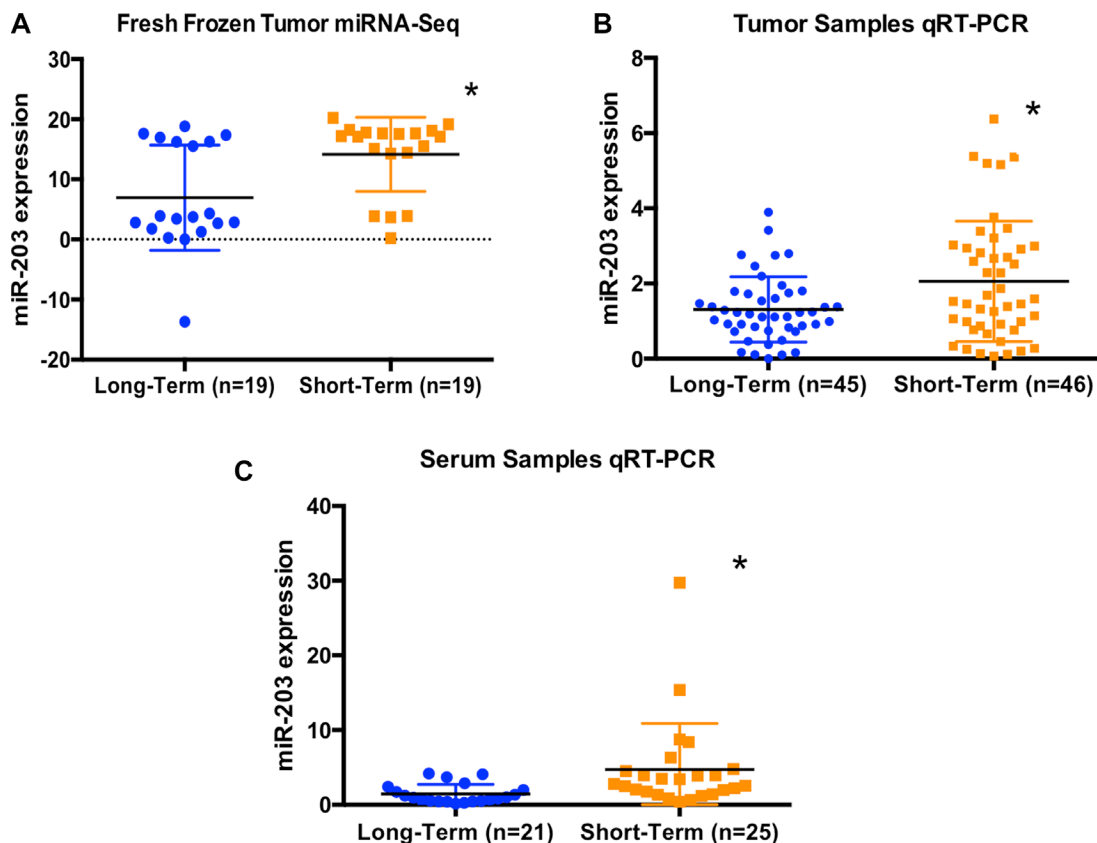 A
Fresh Frozen Tumor miRNA-Seq
miR-203 expression
30
20
10
0
-10
-20
*
Long-Term (n=19)
Short-Term (n=19)
B
Tumor Samples qRT-PCR
miR-203 expression
8
6
4
2
0
*
Long-Term (n=45)
Short-Term (n=46)
C
Serum Samples qRT-PCR
miR-203 expression
40
30
20
10
0
*
Long-Term (n=21)
Short-Term (n=25)